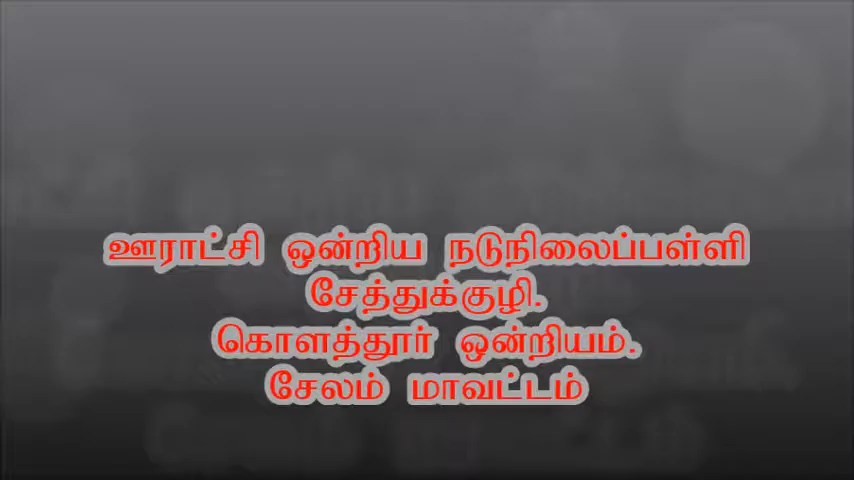 ஊராட்சி ஒன்றிய நடுநிலைப்பள்ளி
சேத்துக்குழி.
கொளத்தூர் ஒன்றியம்.
சேலம் மாவட்டம்